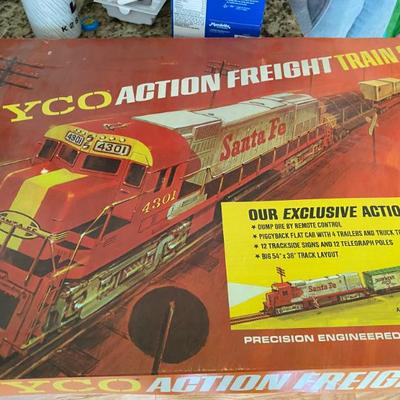 YCO ACTION FREIGHT TRAIN
4301 4301
Santa Fe
4301
OUR EXCLUSIVE ACTIO
• DUMP ORE BY REMOTE CONTROL
• PIGGYBACK FLAT CAR WITH 4 TRAILERS AND TRUCK T
• 12 TRACKSIDE SIGNS AND 12 TELEGRAPH POLES
• BIG 54" x 36" TRACK LAYOUT
Santa Fe
PRECISION ENGINEERED
YCO ACTION FREIGH